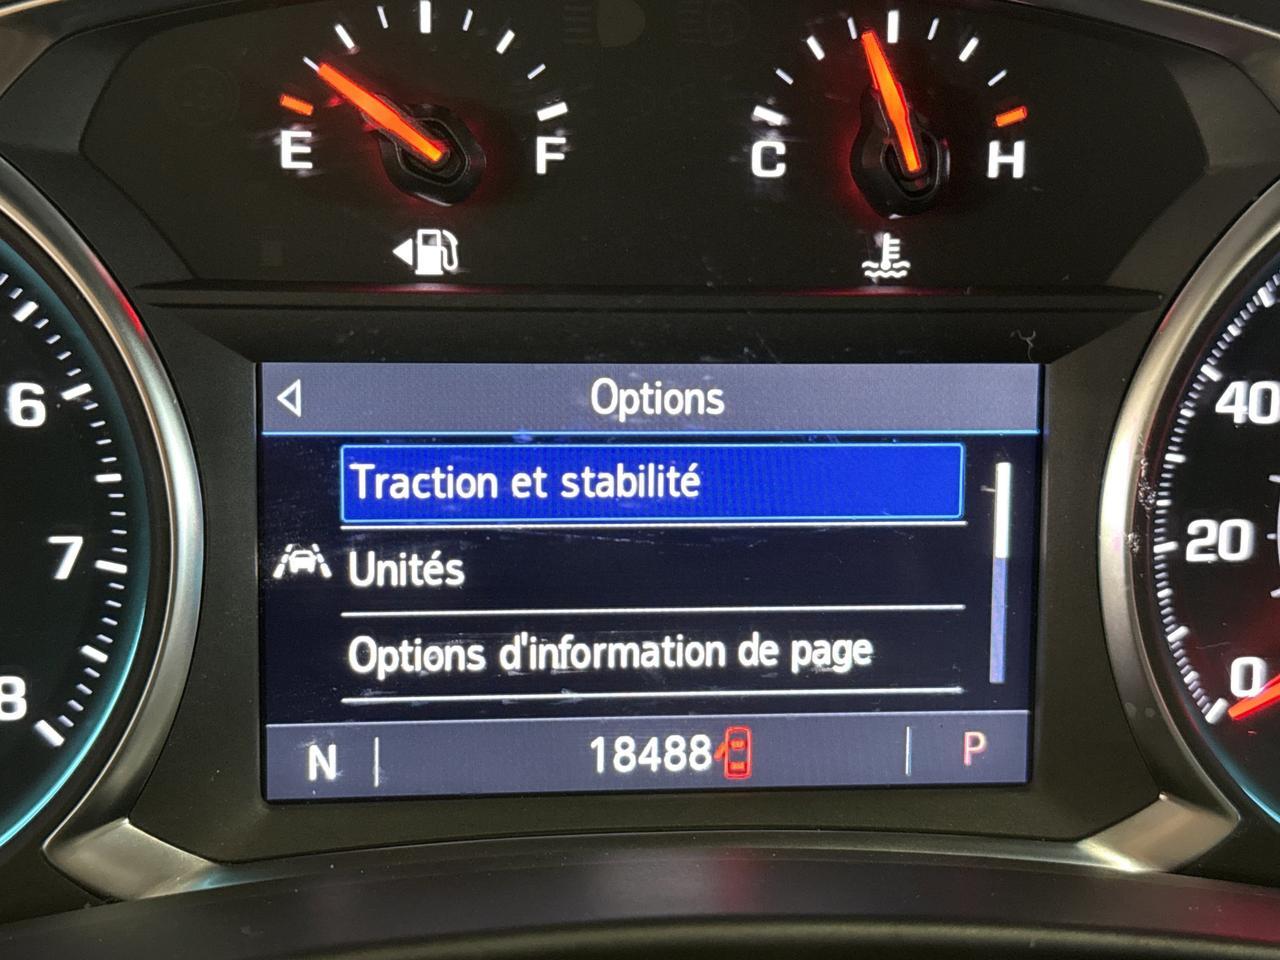 E F C H
Options
Traction et stabilité
Unités
Options d'information de page
N 18488 P
6
7
8
40
20
0